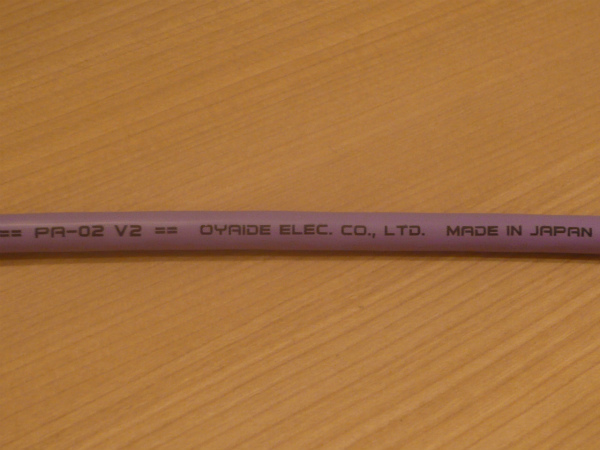 == PA-02 V2 == OYAIDE ELEC. CO., LTD. MADE IN JAPAN